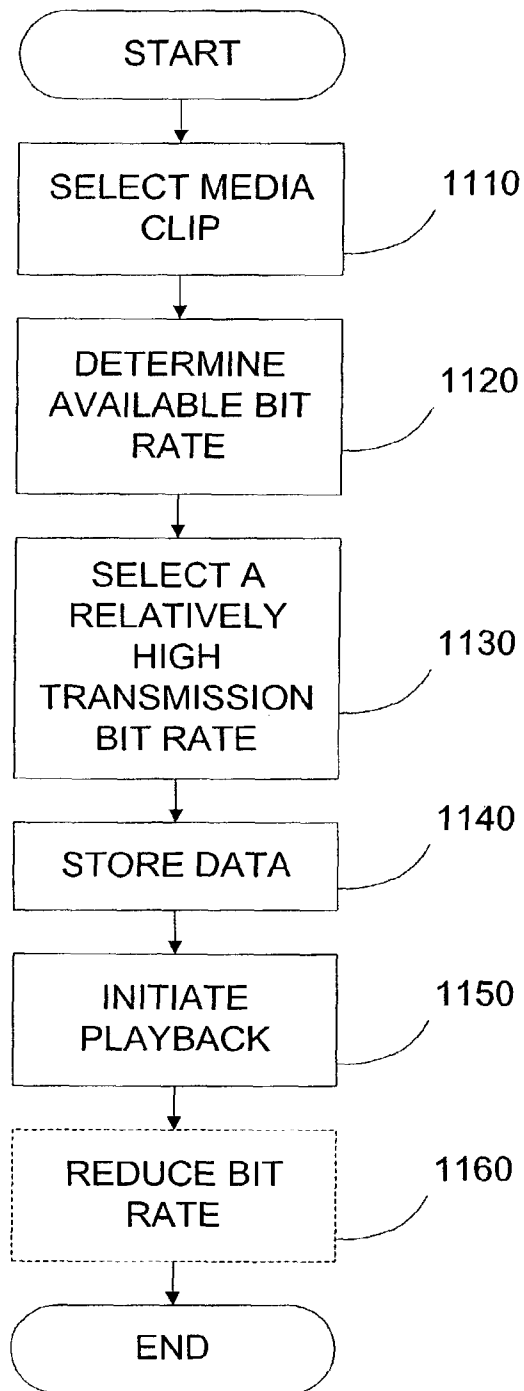 START
SELECT MEDIA
CLIP
1110
DETERMINE
AVAILABLE BIT
RATE
1120
SELECT A
RELATIVELY
HIGH
TRANSMISSION
BIT RATE
1130
STORE DATA
1140
INITIATE
PLAYBACK
1150
REDUCE BIT
RATE
1160
END